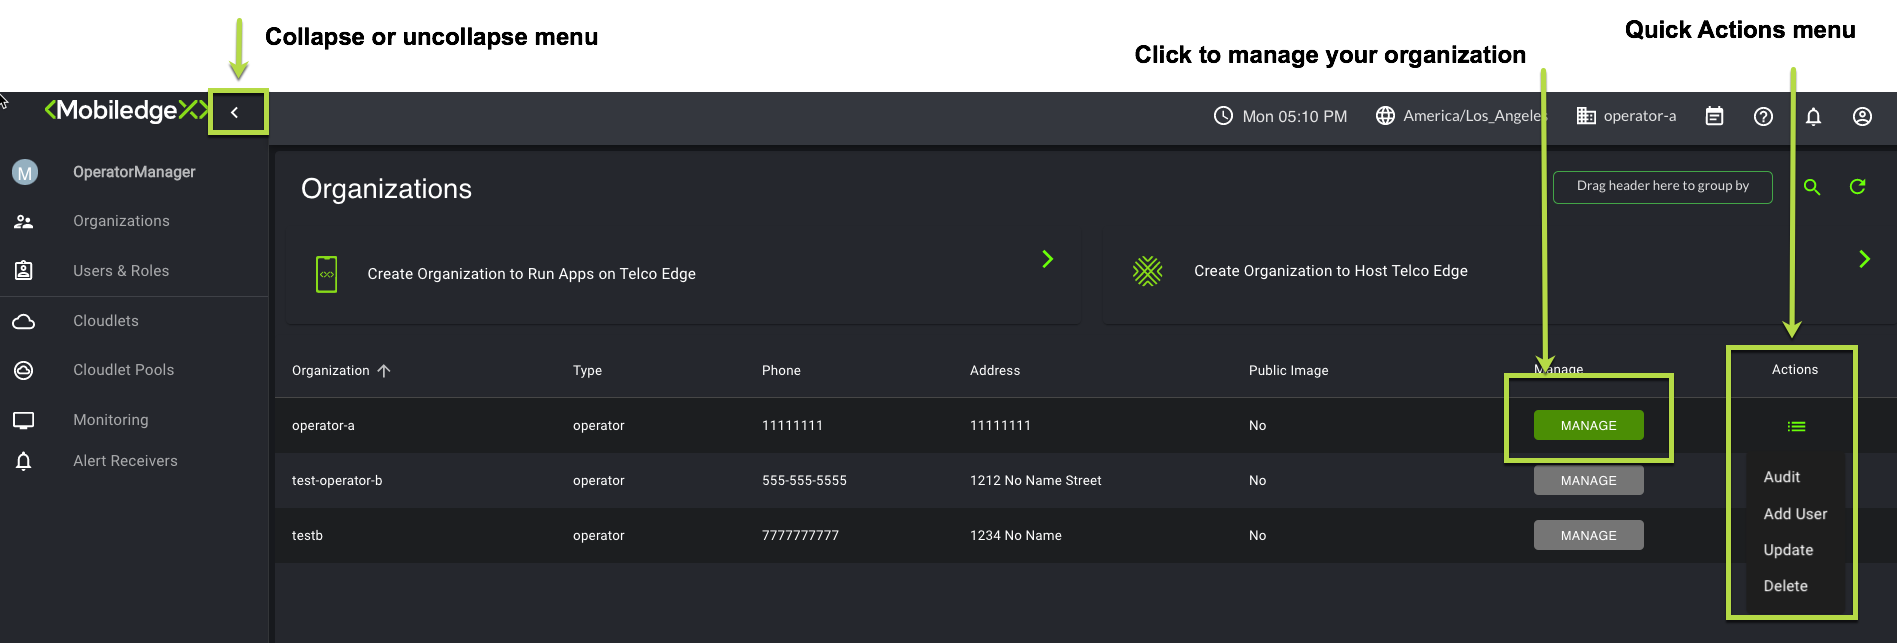 Collapse or uncollapse menu
Click to manage your organization
Quick Actions menu
<MobiledgeX>
Mon 05:10 PM
America/Los_Angeles
operator-a
M OperatorManager
Organizations
Users & Roles
Cloudlets
Cloudlet Pools
Monitoring
Alert Receivers
Organizations
Drag header here to group by
Create Organization to Run Apps on Telco Edge
Create Organization to Host Telco Edge
Organization Type Phone Address Public Image Manage Actions
operator-a operator 11111111 11111111 No MANAGE
test-operator-b operator 555-555-5555 1212 No Name Street No MANAGE
testb operator 7777777777 1234 No Name No MANAGE
Audit
Add User
Update
Delete